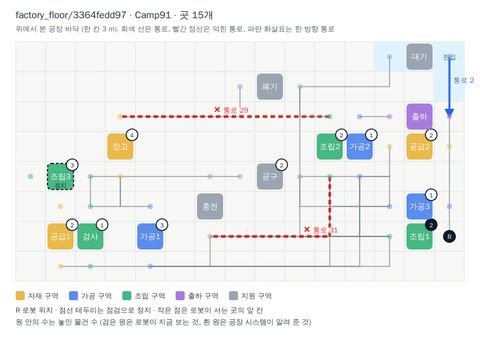 factory_floor/3364fedd97 · Camp91 · 곳 15개
위에서 본 공장 바닥 (한 칸 3 m). 회색 선은 통로, 빨간 점선은 막힌 통로, 파란 화살표는 한 방향 통로
대기
진입
통로 2
폐기
✕ 통로 29
출하
4
창고
2
조립2
1
가공2
2
공급2
3
조립3
정지
2
공구
충전
1
가공3
2
공급1
1
검사
1
가공1
✕ 통로 31
2
조립1
R
자재 구역
가공 구역
조립 구역
출하 구역
지원 구역
R 로봇 위치 · 점선 테두리는 점검으로 정지 · 작은 점은 로봇이 서는 곳의 앞 칸
원 안의 수는 놓인 물건 수 (검은 원은 로봇이 지금 보는 것, 흰 원은 공장 시스템이 알려 준 것)